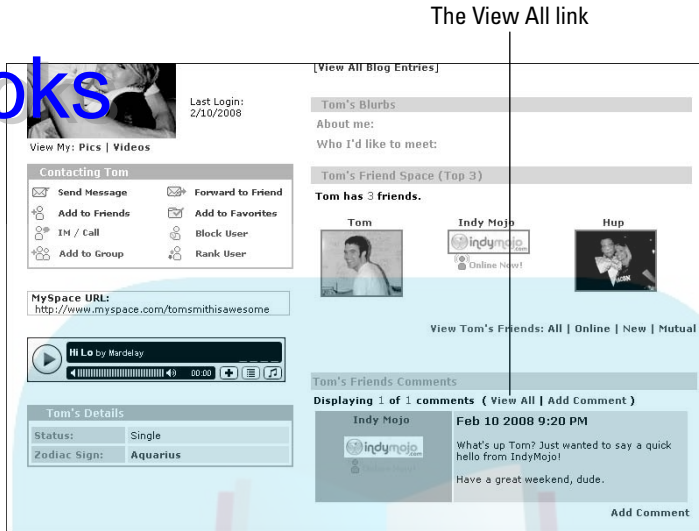 The View All link
oks
Last Login:
2/10/2008
View My: Pics | Videos
Contacting Tom
Send Message
Forward to Friend
Add to Friends
Add to Favorites
IM / Call
Block User
Add to Group
Rank User
MySpace URL:
http://www.myspace.com/tomsmithisawesome
Hi Lo by Mardelay
00:00
Tom's Details
Status: Single
Zodiac Sign: Aquarius
[View All Blog Entries]
Tom's Blurbs
About me:
Who I'd like to meet:
Tom's Friend Space (Top 3)
Tom has 3 friends.
Tom
Indy Mojo
Hup
indymojo
.com
Online Now!
View Tom's Friends: All | Online | New | Mutual
Tom's Friends Comments
Displaying 1 of 1 comments ( View All | Add Comment )
Indy Mojo
indymojo
.com
Online Now!
Feb 10 2008 9:20 PM
What's up Tom? Just wanted to say a quick
hello from IndyMojo!
Have a great weekend, dude.
Add Comment